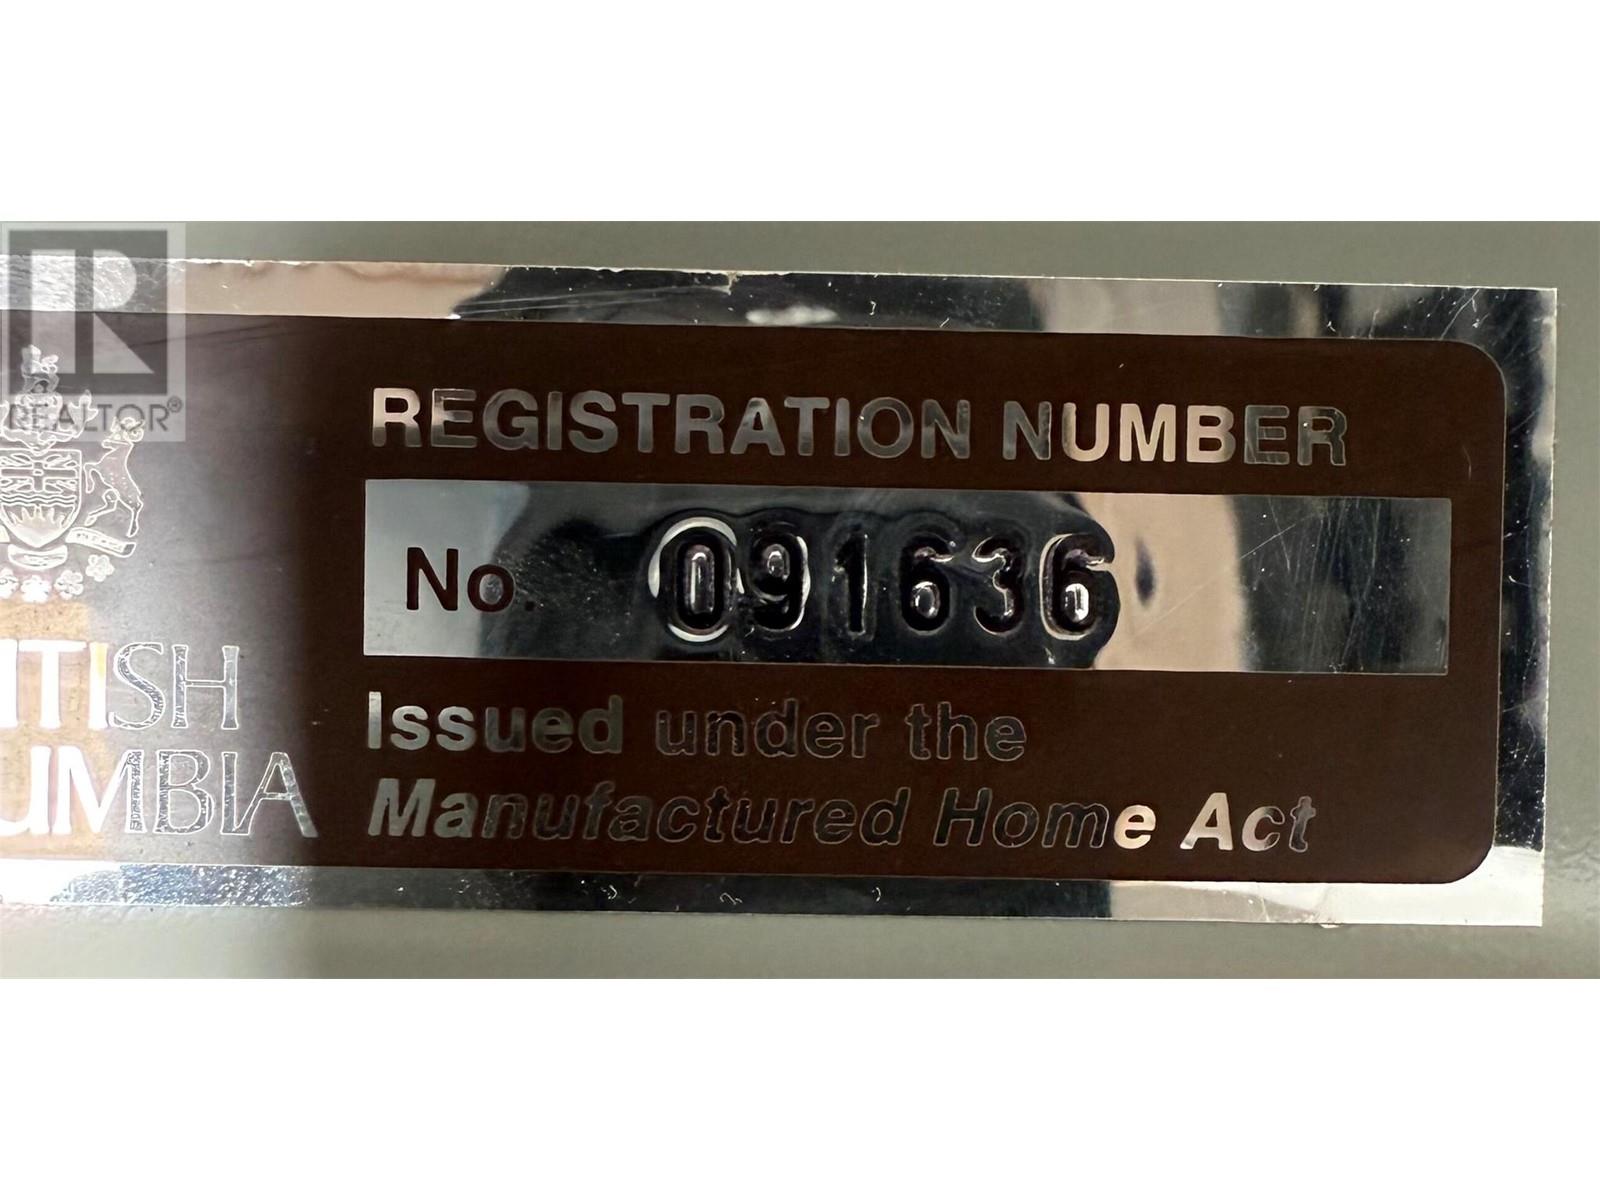 REALTOR®
REGISTRATION NUMBER
No. 091636
ITISH
UMBIA
Issued under the
Manufactured Home Act